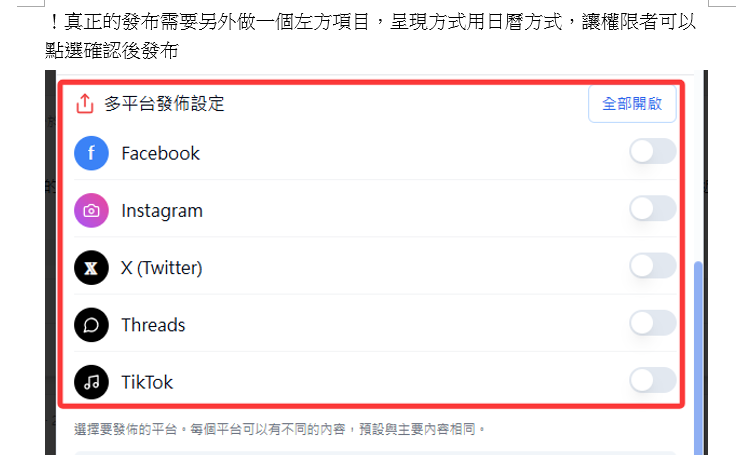 ！真正的發布需要另外做一個左方項目，呈現方式用日曆方式，讓權限者可以
點選確認後發布
多平台發佈設定
全部開啟
Facebook
Instagram
X (Twitter)
Threads
TikTok
選擇要發佈的平台。每個平台可以有不同的內容，預設與主要內容相同。